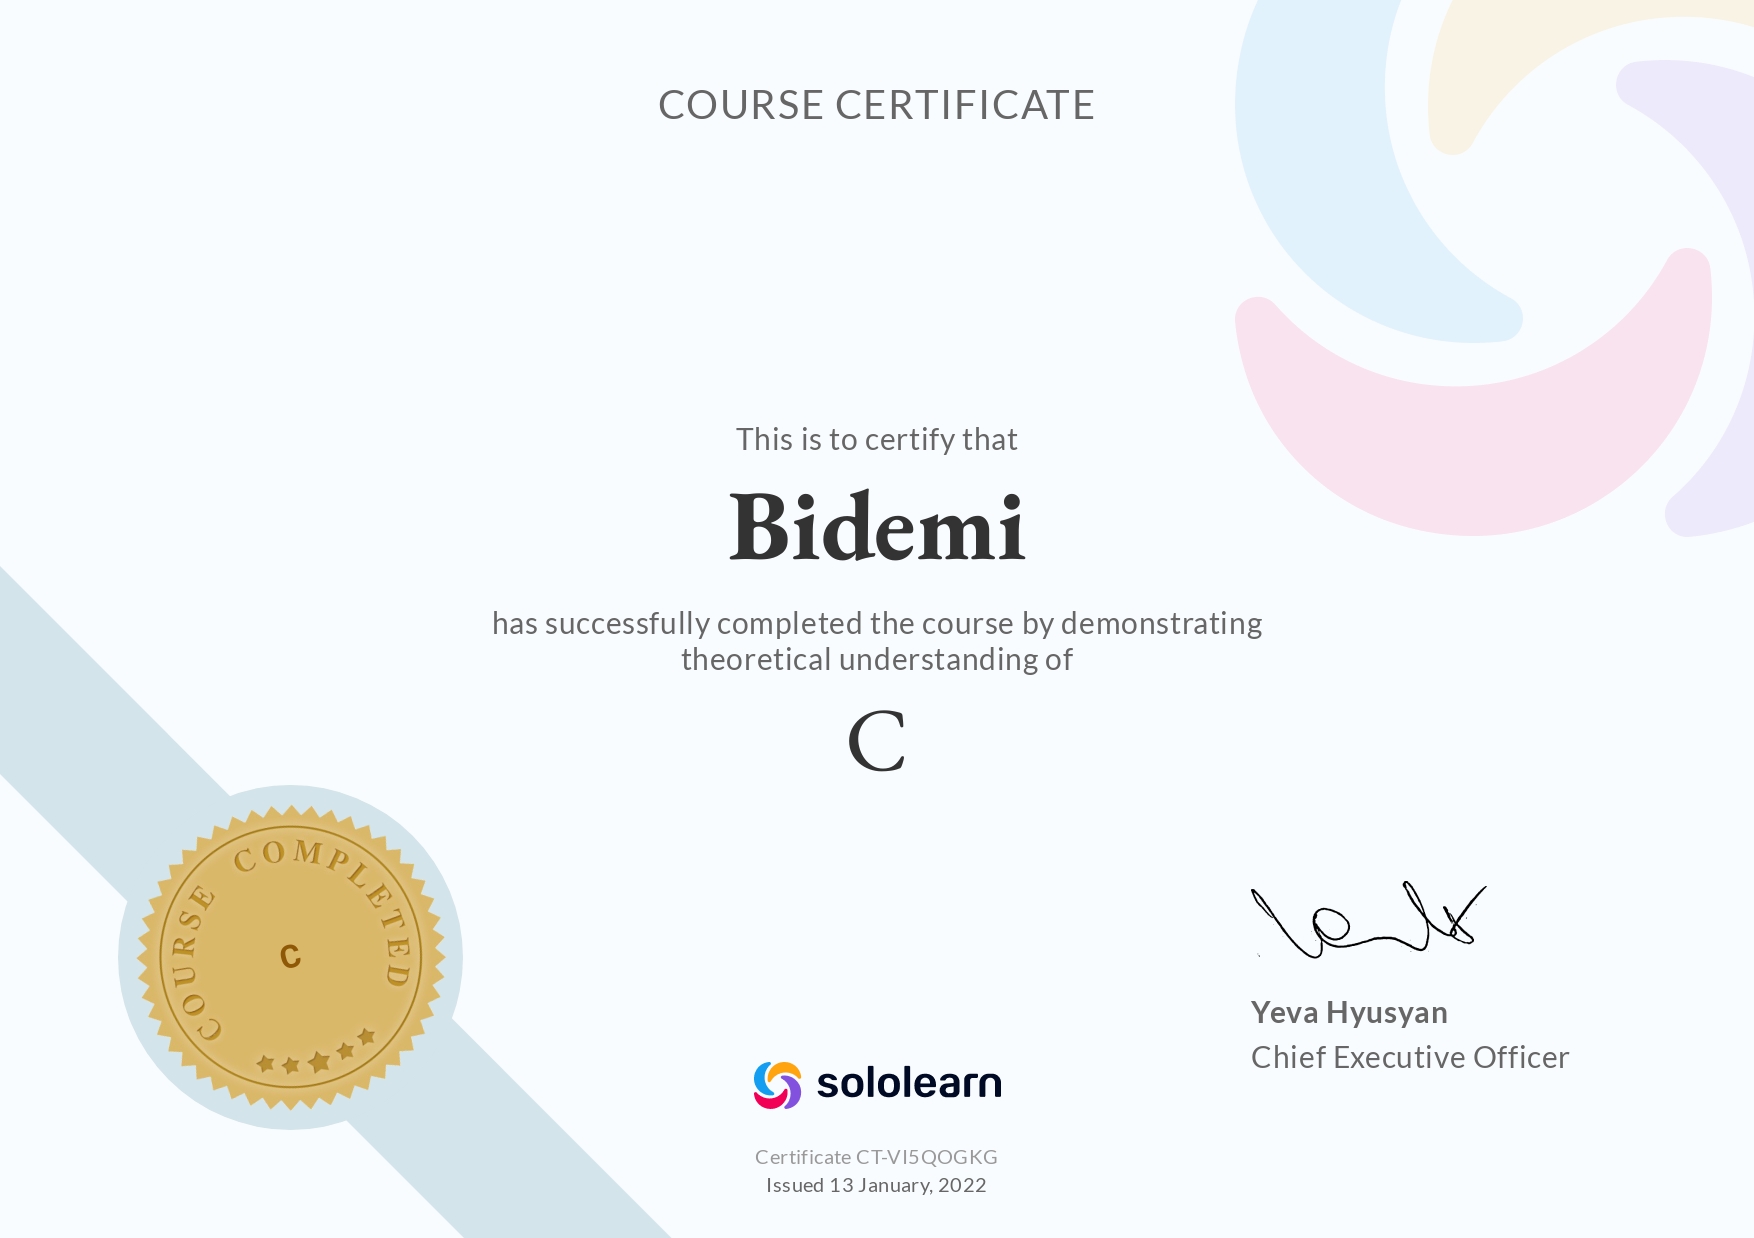 COURSE CERTIFICATE
This is to certify that
Bidemi
has successfully completed the course by demonstrating
theoretical understanding of
C
COURSE COMPLETED
C
Yeva Hyusyan
Chief Executive Officer
sololearn
Certificate CT-VI5QOGKG
Issued 13 January, 2022